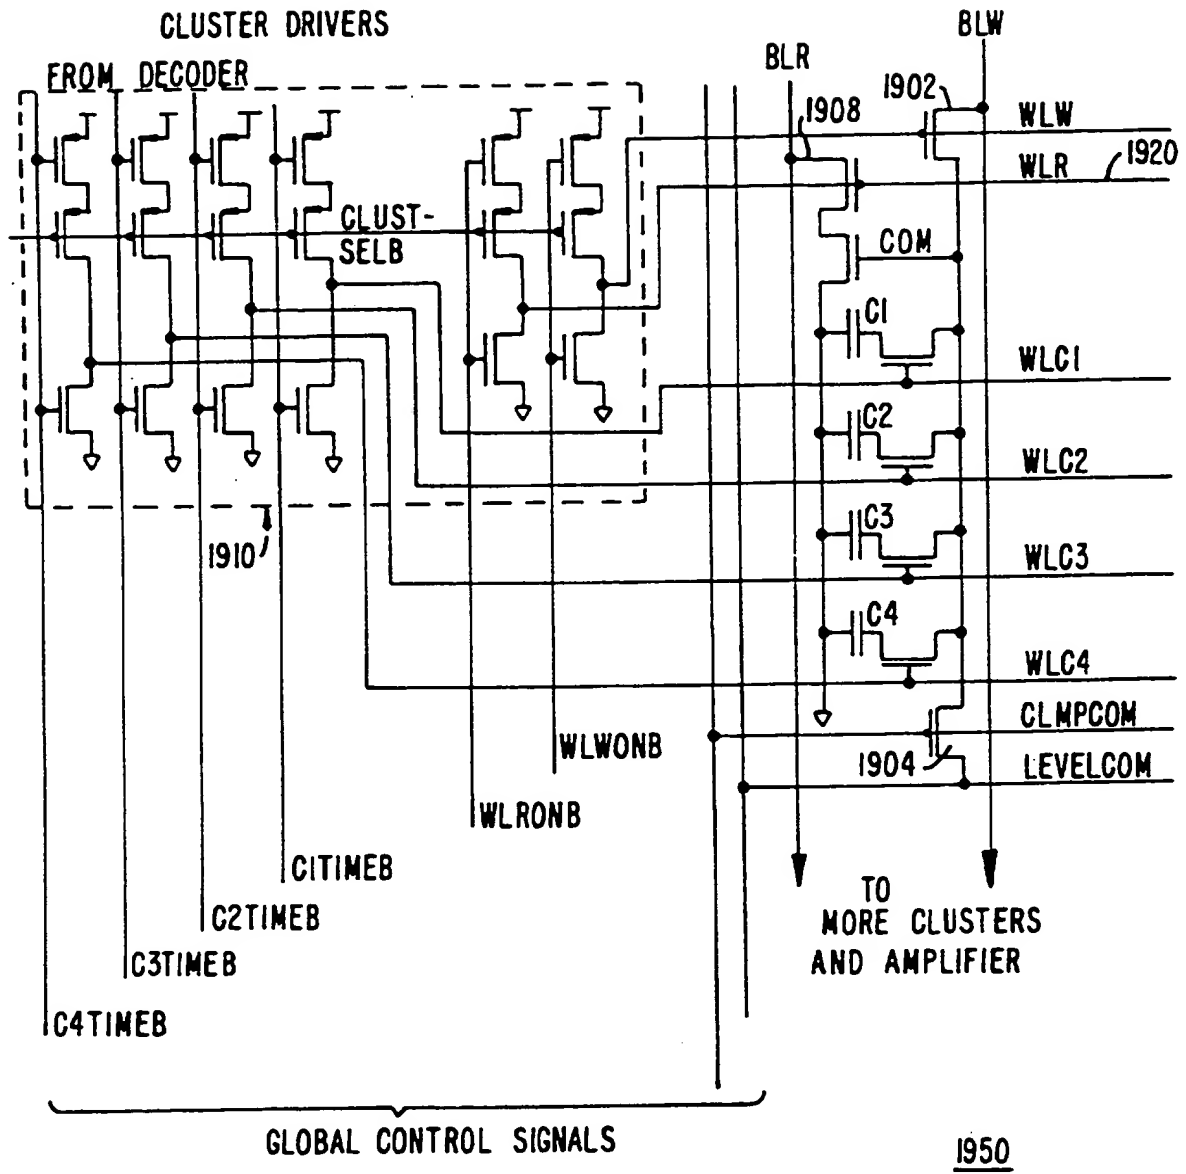 CLUSTER DRIVERS
FROM DECODER
BLW
BLR
1902
1908
WLW
WLR
1920
CLUST-
SELB
COM
C1
WLC1
C2
WLC2
1910
C3
WLC3
C4
WLC4
CLMPCOM
1904
LEVELCOM
WLWONB
WLRONB
C1TIMEB
C2TIMEB
C3TIMEB
C4TIMEB
TO
MORE CLUSTERS
AND AMPLIFIER
GLOBAL CONTROL SIGNALS
1950